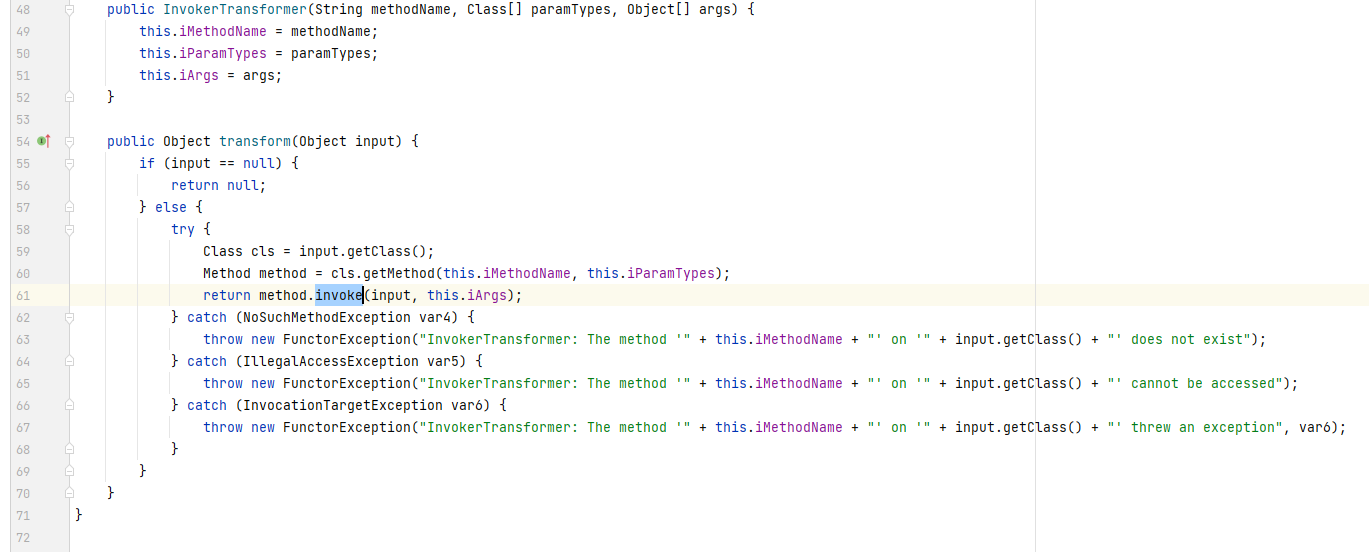 48 public InvokerTransformer(String methodName, Class[] paramTypes, Object[] args) {
49 this.iMethodName = methodName;
50 this.iParamTypes = paramTypes;
51 this.iArgs = args;
52 }
53
54 public Object transform(Object input) {
55 if (input == null) {
56 return null;
57 } else {
58 try {
59 Class cls = input.getClass();
60 Method method = cls.getMethod(this.iMethodName, this.iParamTypes);
61 return method.invoke(input, this.iArgs);
62 } catch (NoSuchMethodException var4) {
63 throw new FunctorException("InvokerTransformer: The method '" + this.iMethodName + "' on '" + input.getClass() + "' does not exist");
64 } catch (IllegalAccessException var5) {
65 throw new FunctorException("InvokerTransformer: The method '" + this.iMethodName + "' on '" + input.getClass() + "' cannot be accessed");
66 } catch (InvocationTargetException var6) {
67 throw new FunctorException("InvokerTransformer: The method '" + this.iMethodName + "' on '" + input.getClass() + "' threw an exception", var6);
68 }
69 }
70 }
71 }
72